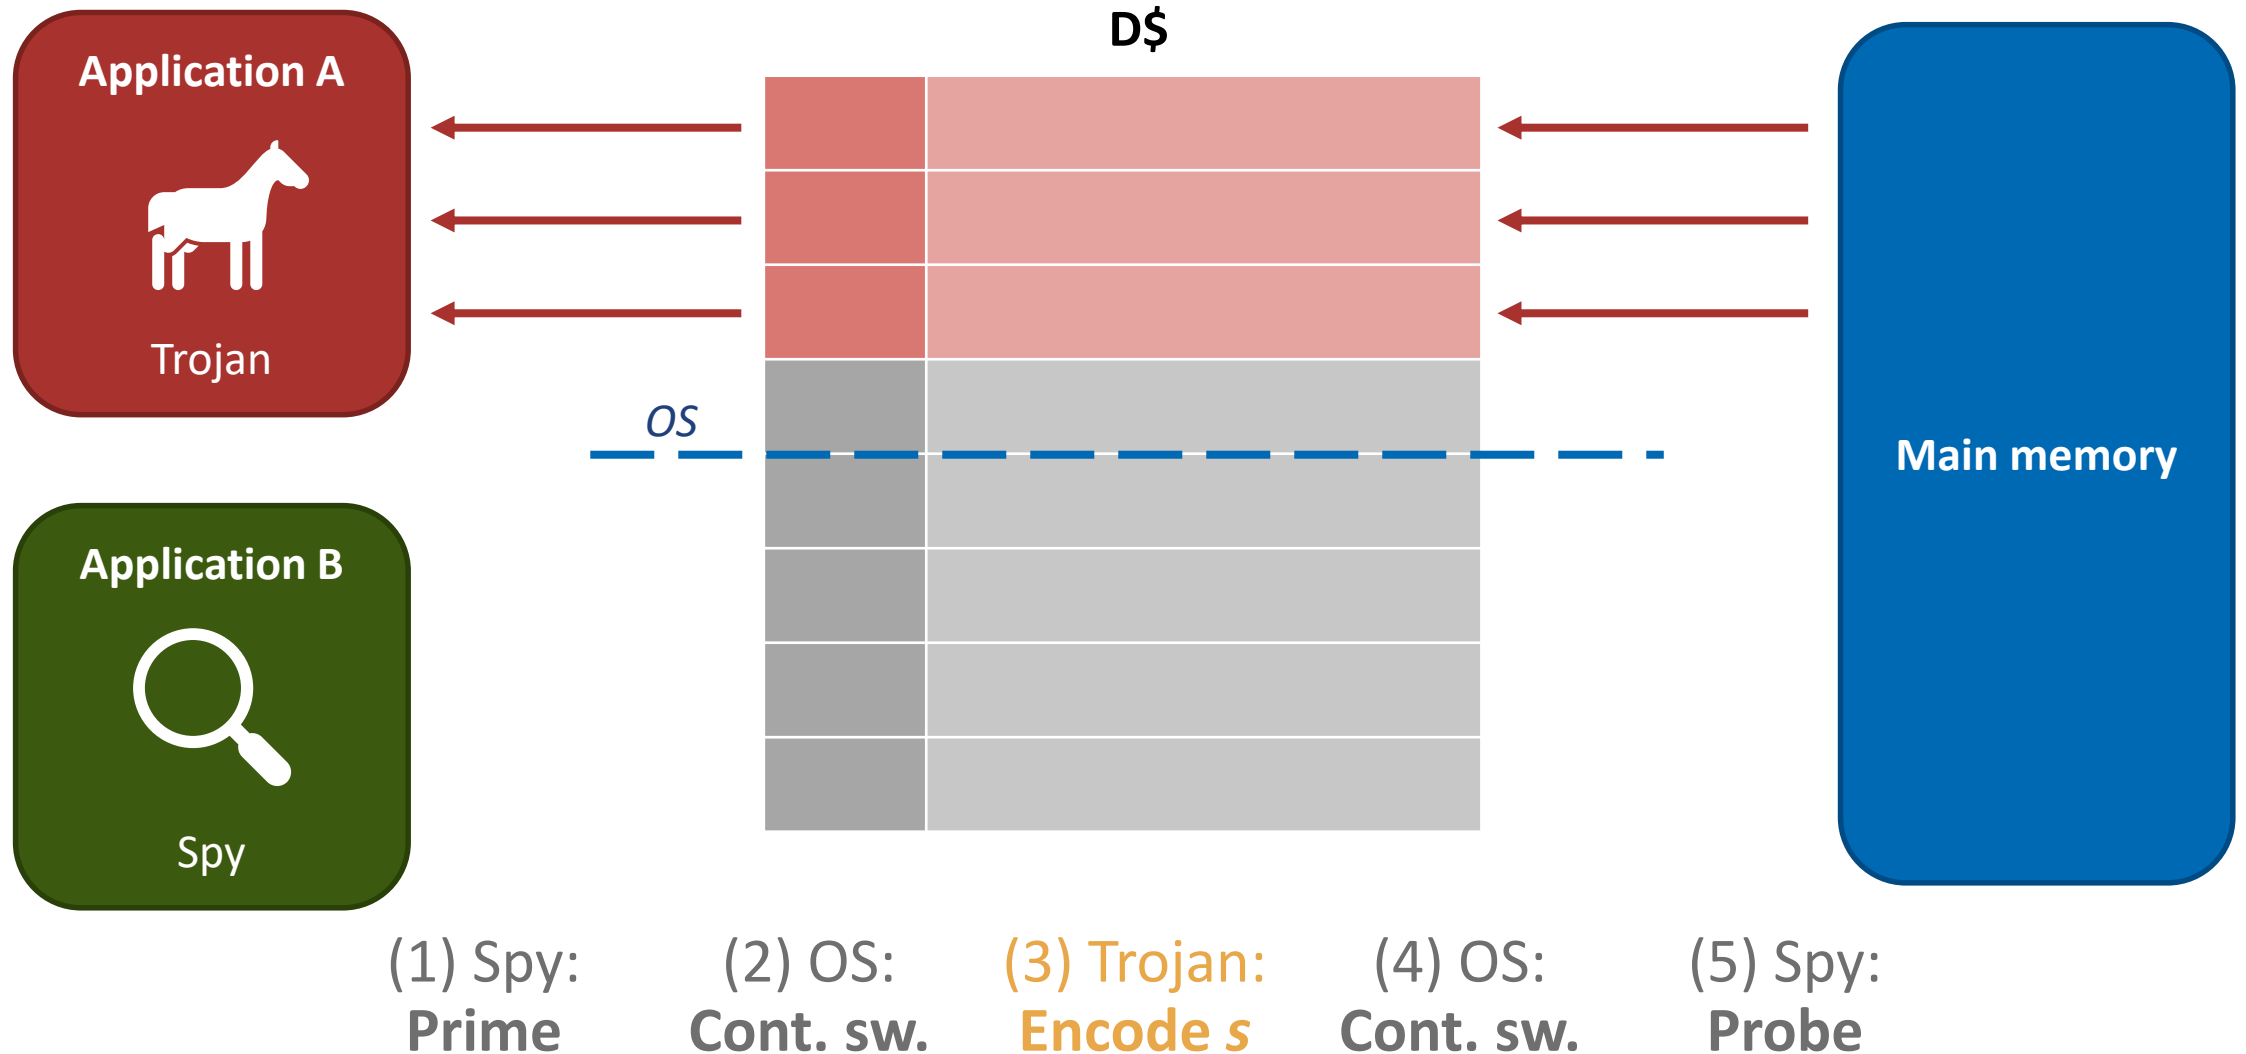 D$
Application A
Trojan
OS
Main memory
Application B
Spy
(1) Spy:
Prime
(2) OS:
Cont. sw.
(3) Trojan:
Encode s
(4) OS:
Cont. sw.
(5) Spy:
Probe